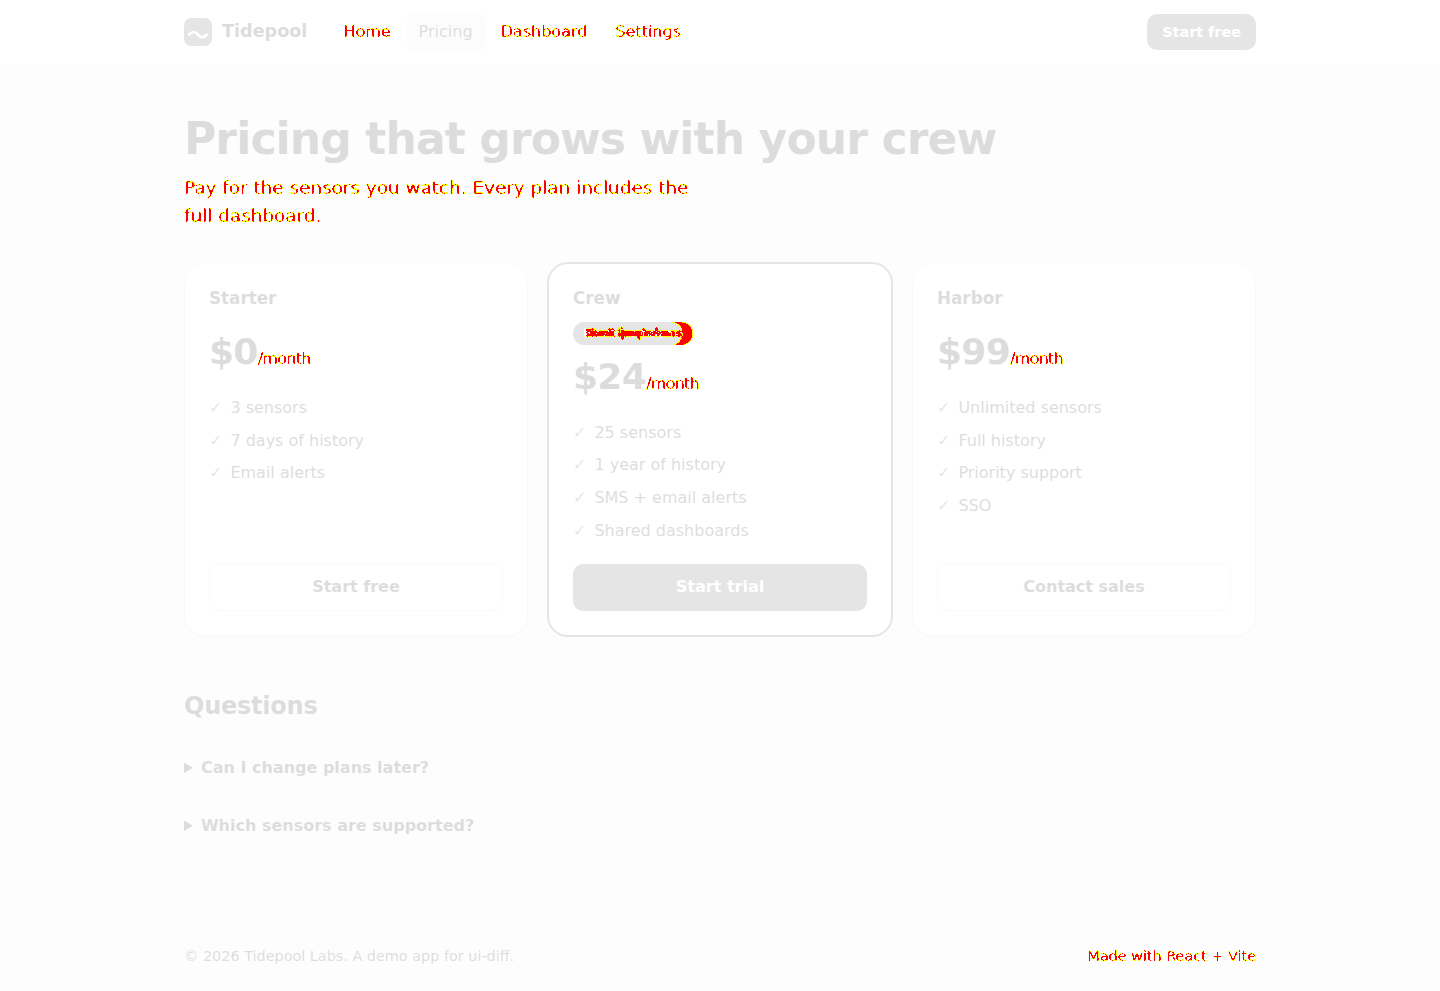 Tidepool
Home
Pricing
Dashboard
Settings
Start free
Pricing that grows with your crew
Pay for the sensors you watch. Every plan includes the
full dashboard.
Starter
$0/month
✓ 3 sensors
✓ 7 days of history
✓ Email alerts
Start free
Crew
$24/month
✓ 25 sensors
✓ 1 year of history
✓ SMS + email alerts
✓ Shared dashboards
Start trial
Harbor
$99/month
✓ Unlimited sensors
✓ Full history
✓ Priority support
✓ SSO
Contact sales
Questions
Can I change plans later?
Which sensors are supported?
© 2026 Tidepool Labs. A demo app for ui-diff.
Made with React + Vite